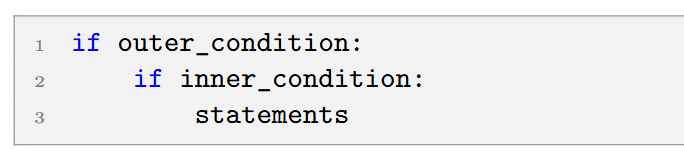 1 if outer_condition:
2     if inner_condition:
3         statements